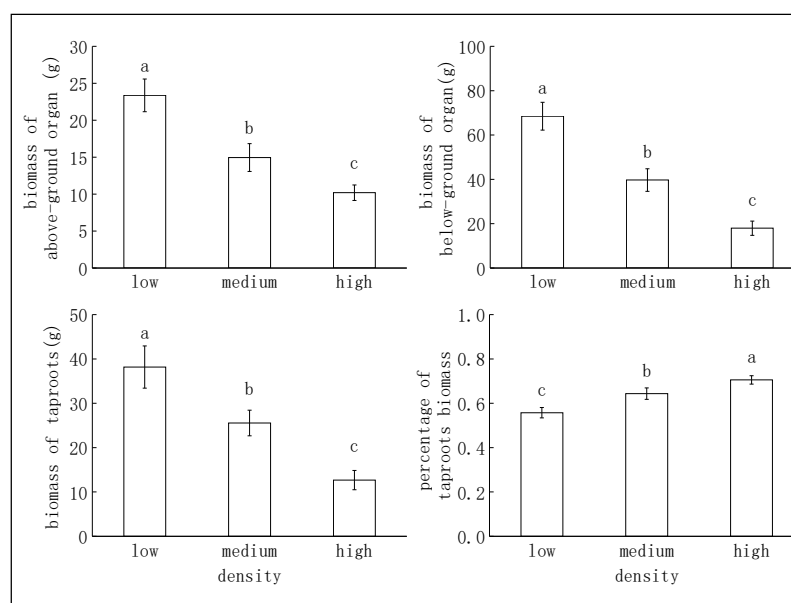 biomass of
above-ground organ (g)
30
25
20
15
10
5
0
a
b
c
low medium high
biomass of
below-ground organ(g)
100
80
60
40
20
0
a
b
c
low medium high
biomass of taproots(g)
50
40
30
20
10
0
a
b
c
low medium high
density
percentage of
taproots biomass
1.0
0.8
0.6
0.4
0.2
0.0
c
b
a
low medium high
density